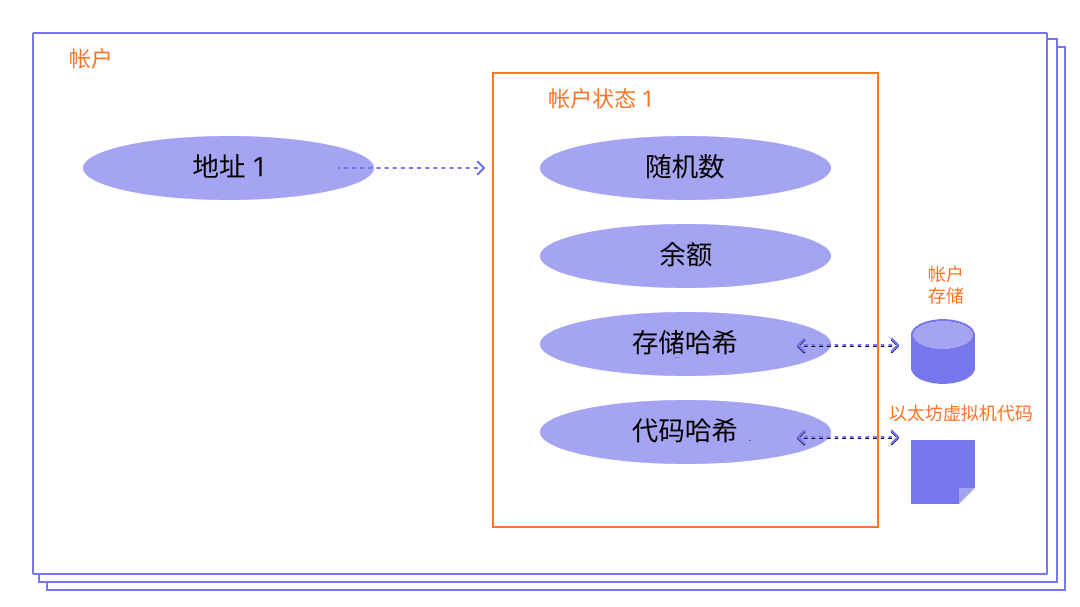 帐户
帐户状态 1
地址 1
随机数
余额
帐户
存储
存储哈希
以太坊虚拟机代码
代码哈希